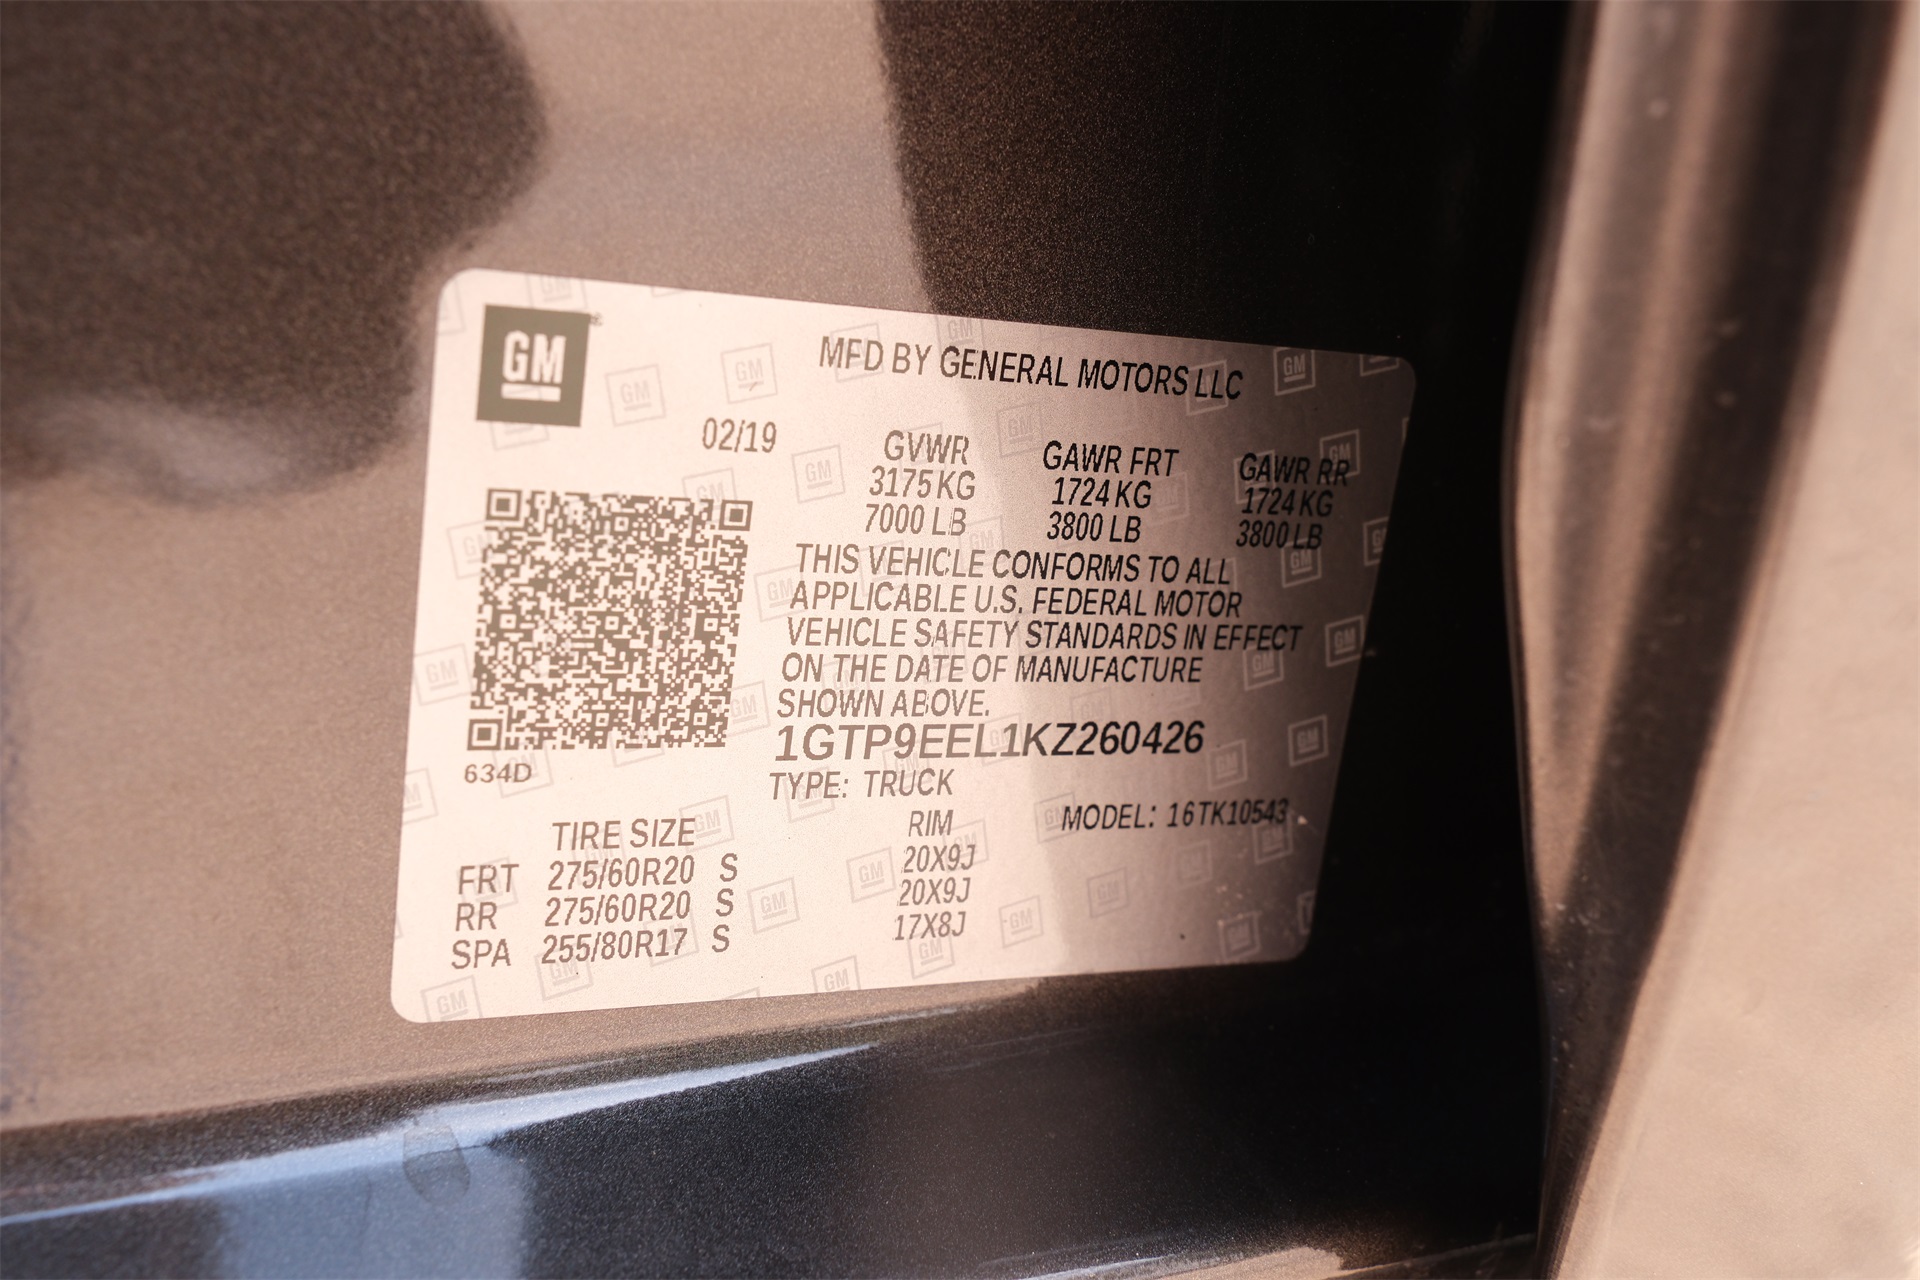 GM
MFD BY GENERAL MOTORS LLC
02/19
GVWR GAWR FRT GAWR RR
3175 KG 1724 KG 1724 KG
7000 LB 3800 LB 3800 LB
THIS VEHICLE CONFORMS TO ALL
APPLICABLE U.S. FEDERAL MOTOR
VEHICLE SAFETY STANDARDS IN EFFECT
ON THE DATE OF MANUFACTURE
SHOWN ABOVE.
1GTP9EEL1KZ260426
634D
TYPE: TRUCK
MODEL: 16TK10543
TIRE SIZE RIM
FRT 275/60R20 S 20X9J
RR 275/60R20 S 20X9J
SPA 255/80R17 S 17X8J